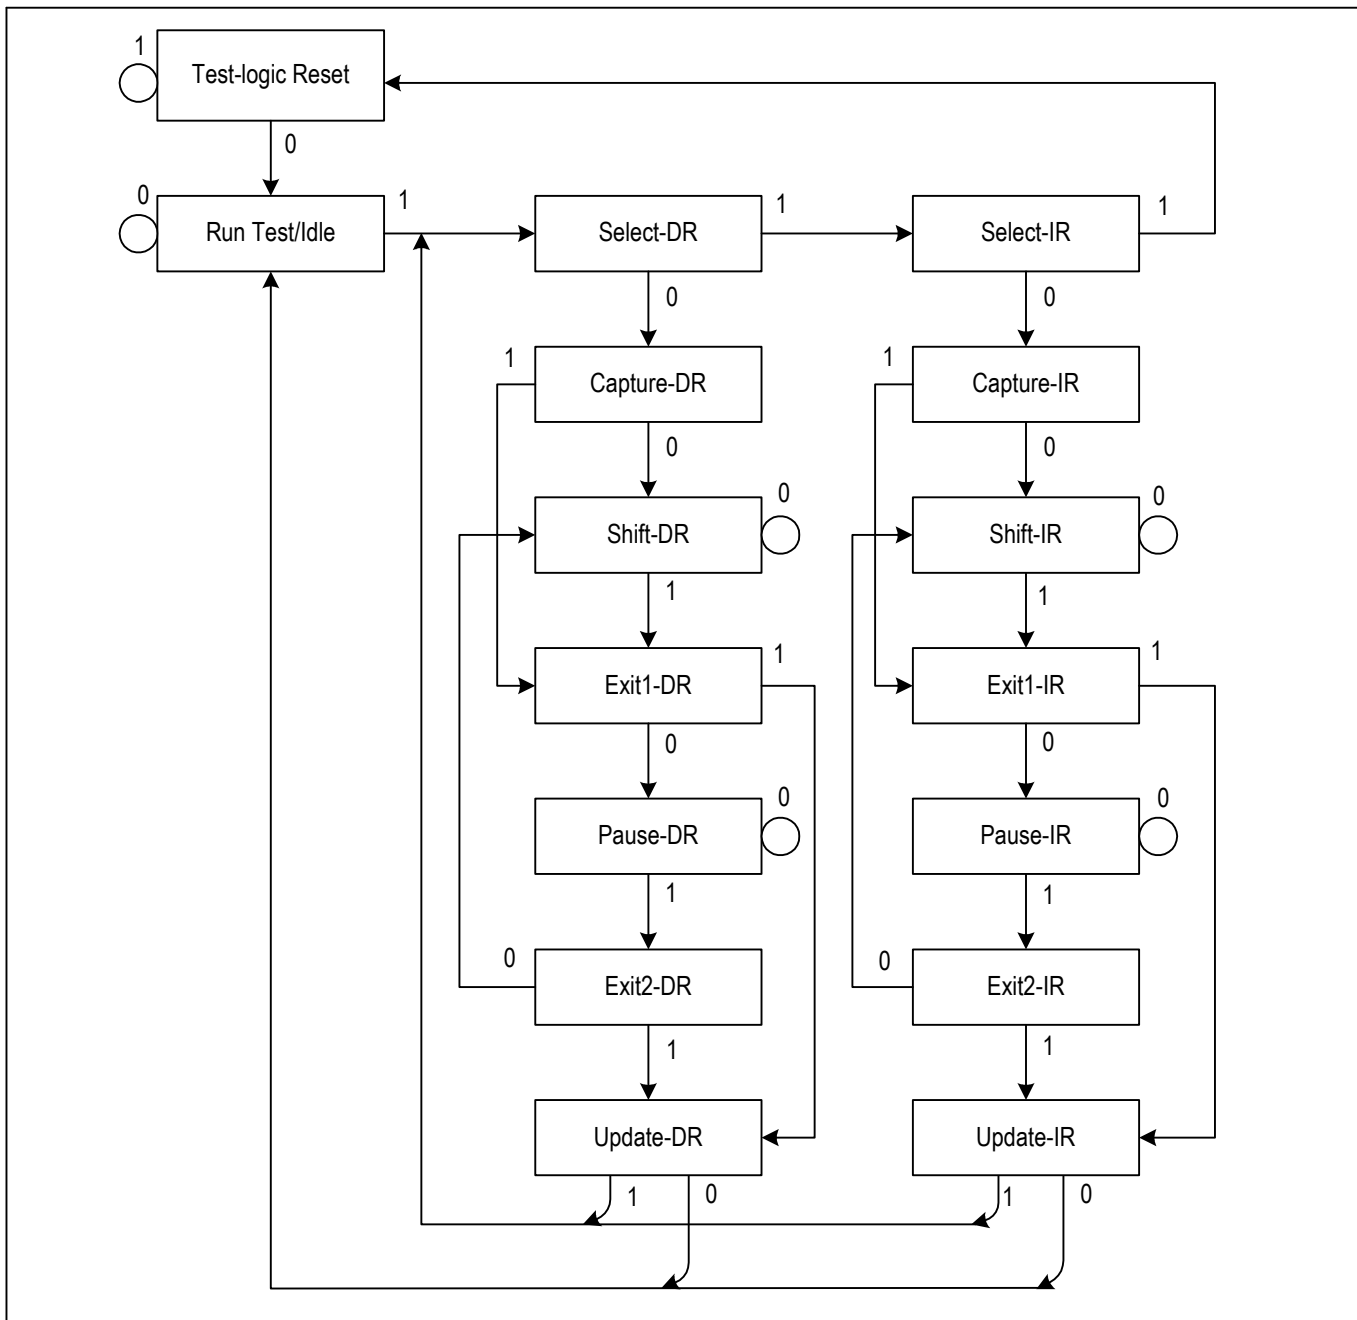 1
Test-logic Reset
0
0
Run Test/Idle
1
Select-DR
1
Select-IR
1
0
0
1
Capture-DR
1
Capture-IR
0
0
Shift-DR
0
Shift-IR
0
1
1
Exit1-DR
1
Exit1-IR
1
0
0
Pause-DR
0
Pause-IR
0
1
1
0
Exit2-DR
0
Exit2-IR
1
1
Update-DR
Update-IR
1
0
1
0